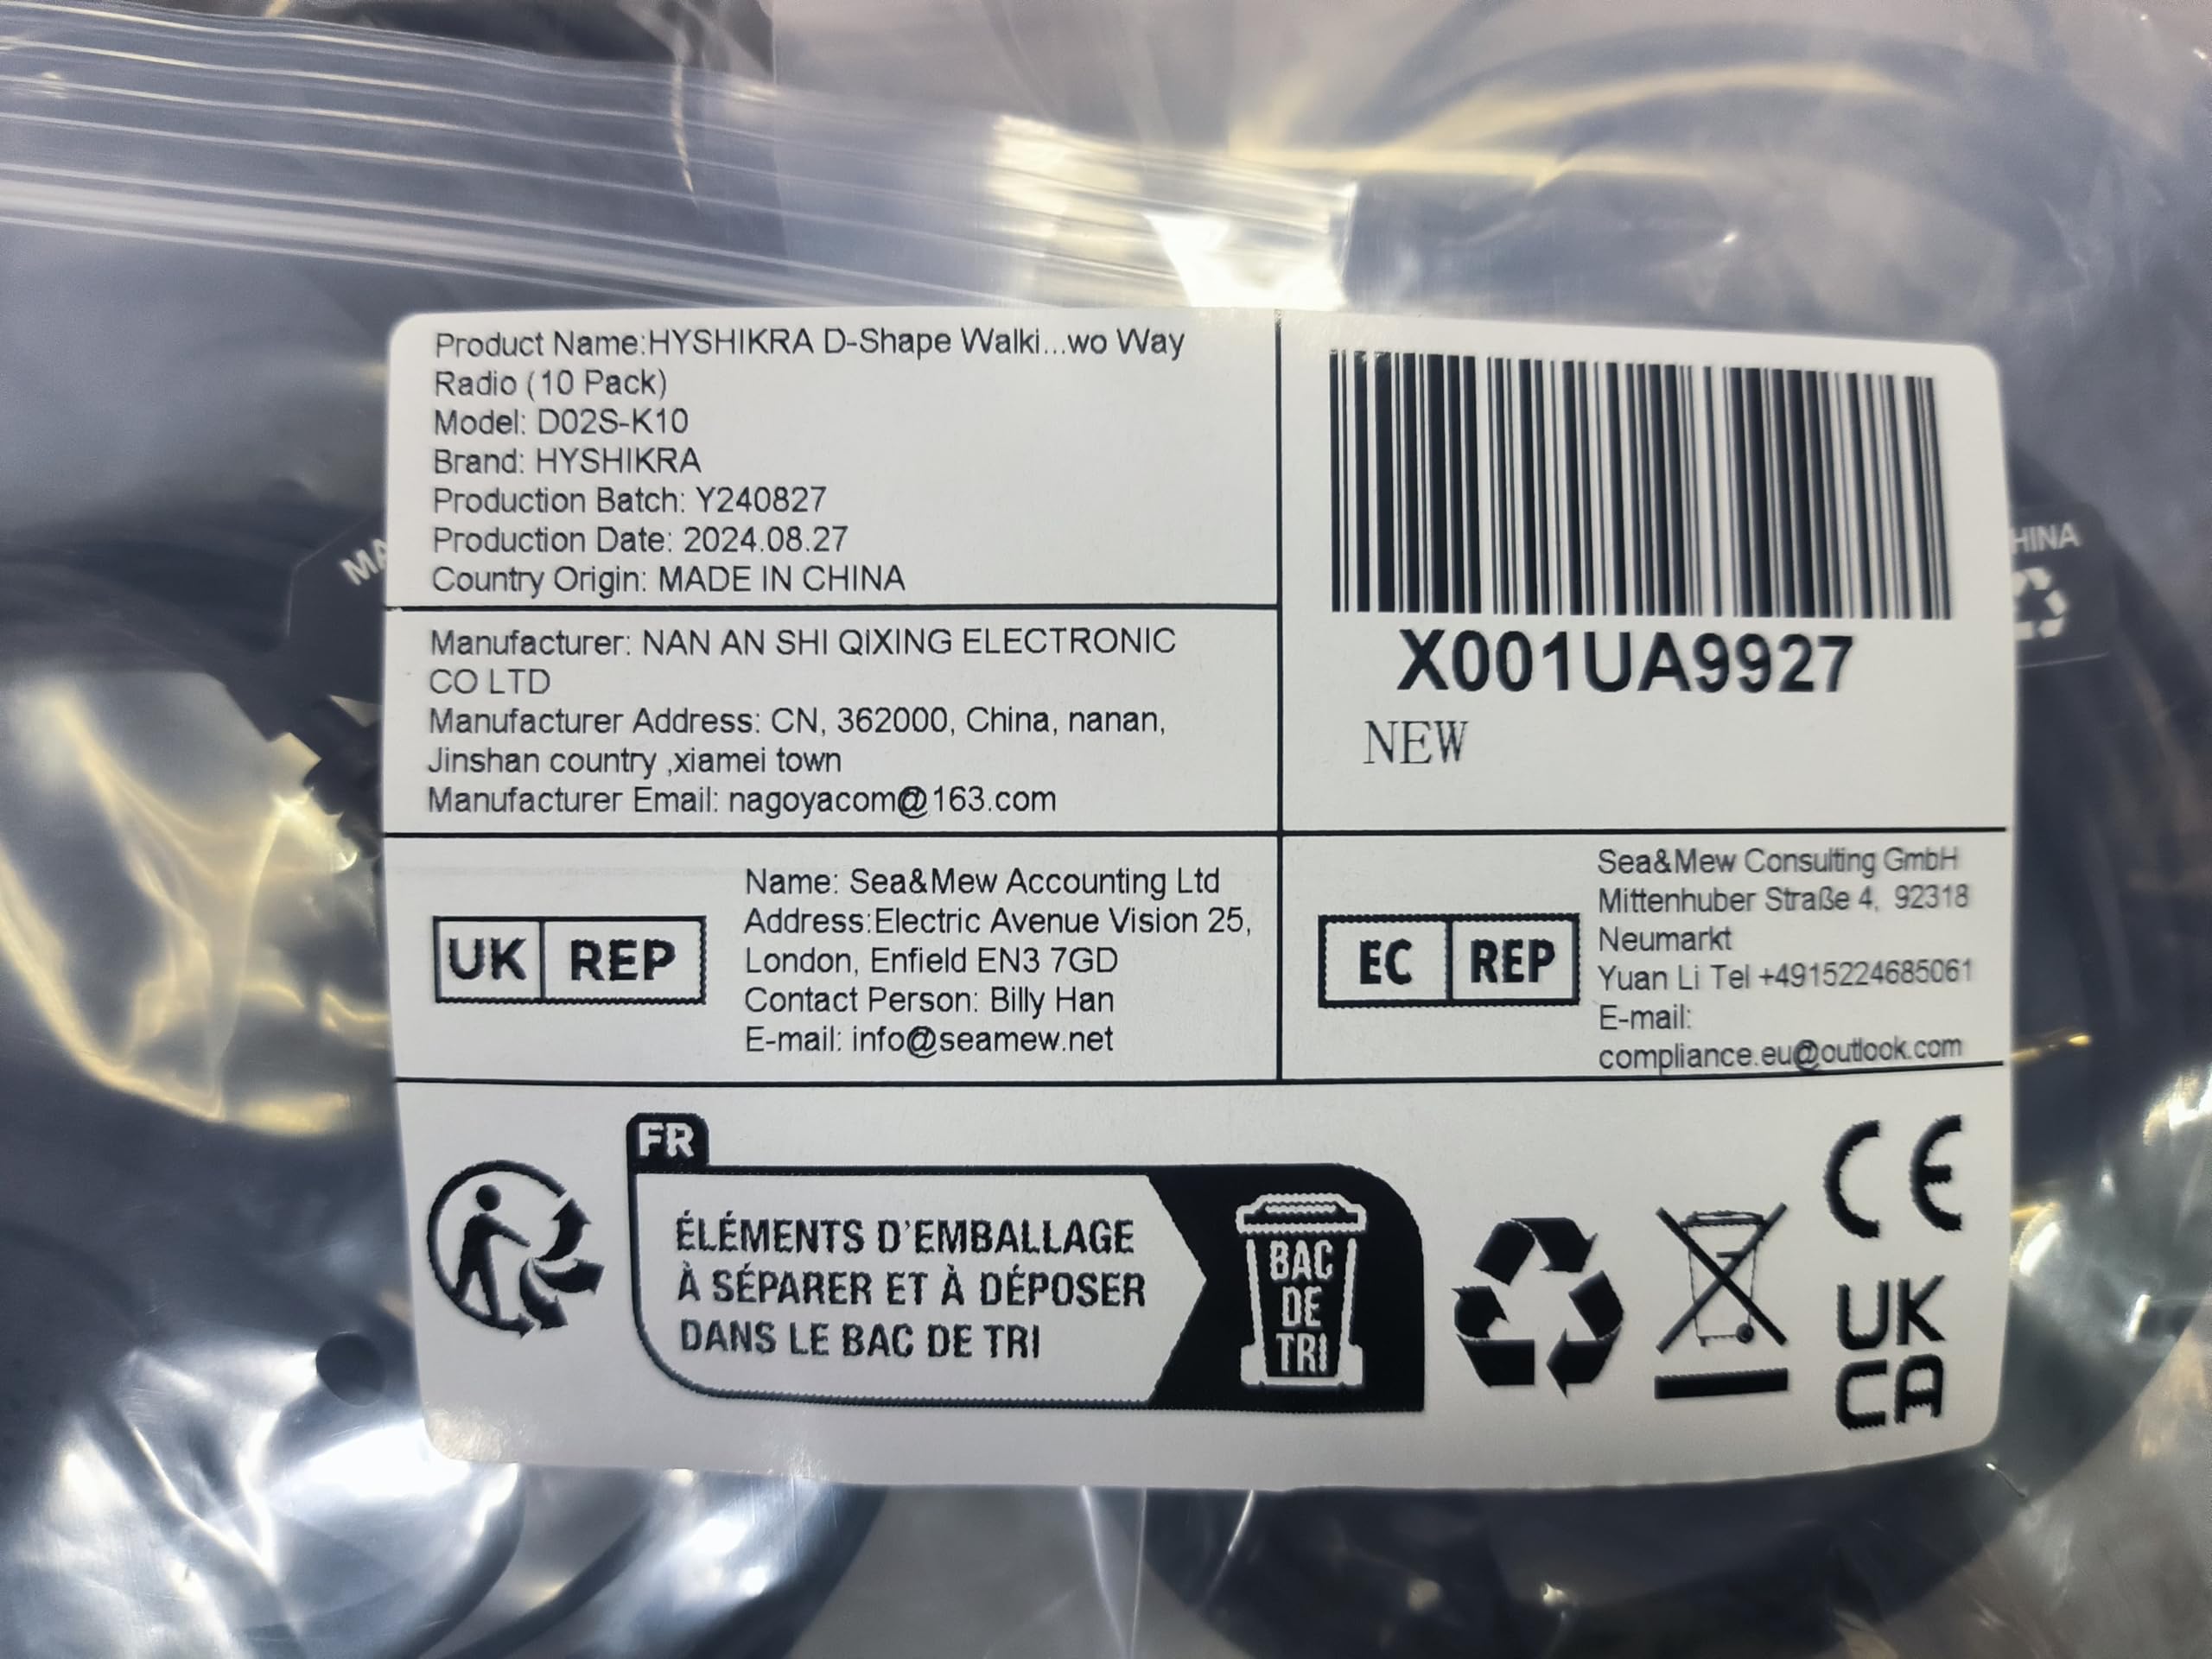 Product Name:HYSHIKRA D-Shape Walki...wo Way
Radio (10 Pack)
Model: D02S-K10
Brand: HYSHIKRA
Production Batch: Y240827
Production Date: 2024.08.27
Country Origin: MADE IN CHINA
X001UA9927
NEW
Manufacturer: NAN AN SHI QIXING ELECTRONIC
CO LTD
Manufacturer Address: CN, 362000, China, nanan,
Jinshan country ,xiamei town
Manufacturer Email: nagoyacom@163.com
UK REP
Name: Sea&Mew Accounting Ltd
Address:Electric Avenue Vision 25,
London, Enfield EN3 7GD
Contact Person: Billy Han
E-mail: info@seamew.net
EC REP
Sea&Mew Consulting GmbH
Mittenhuber Straße 4, 92318
Neumarkt
Yuan Li Tel +4915224685061
E-mail:
compliance.eu@outlook.com
FR
ÉLÉMENTS D'EMBALLAGE
À SÉPARER ET À DÉPOSER
DANS LE BAC DE TRI
BAC
DE
TRI
CE
UK
CA